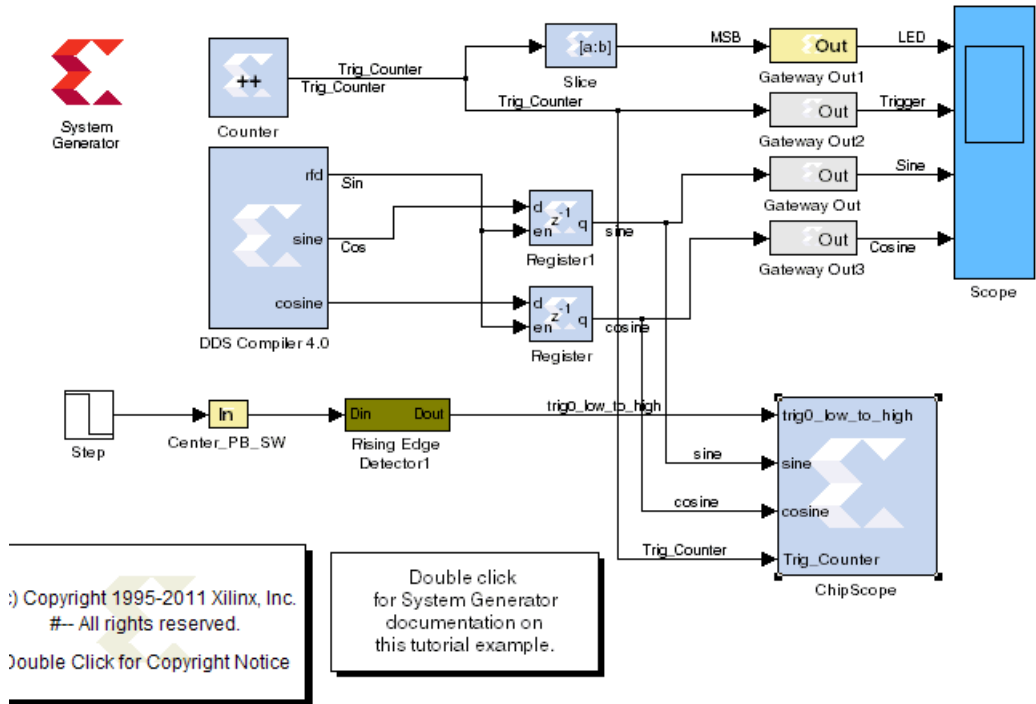 System
Generator
++
Counter
Trig_Counter
Trig_Counter
[a:b]
Slice
MSB
Out
Gateway Out1
LED
Trig_Counter
Out
Gateway Out2
Trigger
rfd
Sin
sine
Cos
cosine
DDS Compiler 4.0
d
en
z-1
q
sine
Register1
Out
Gateway Out
Sine
d
en
z-1
q
cosine
Register
Out
Gateway Out3
Cosine
Scope
Step
In
Center_PB_SW
Din Dout
Rising Edge
Detector1
trig0_low_to_high
sine
cosine
Trig_Counter
trig0_low_to_high
sine
cosine
Trig_Counter
ChipScope
c) Copyright 1995-2011 Xilinx, Inc.
#-- All rights reserved.
Double Click for Copyright Notice
Double click
for System Generator
documentation on
this tutorial example.